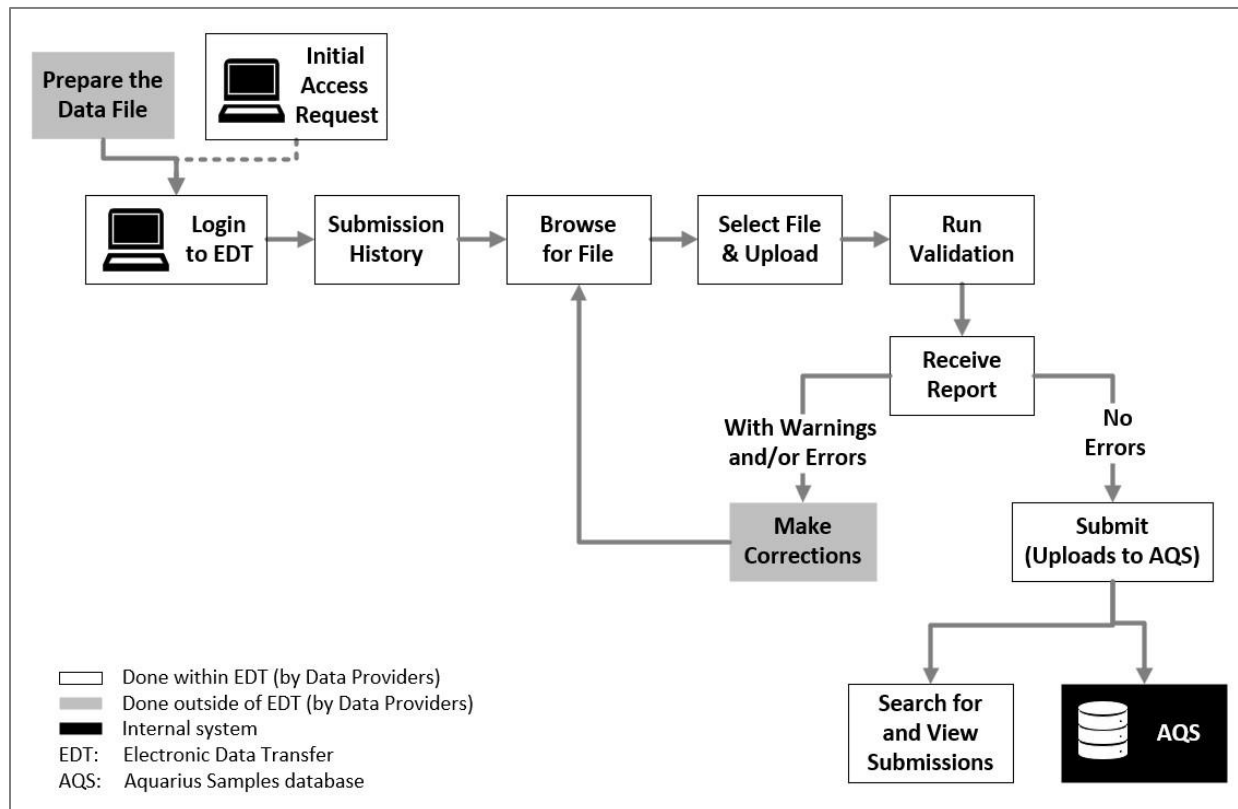 Prepare the
Data File
Initial
Access
Request
Login
to EDT
Submission
History
Browse
for File
Select File
& Upload
Run
Validation
Receive
Report
With Warnings
and/or Errors
No
Errors
Make
Corrections
Submit
(Uploads to AQS)
Search for
and View
Submissions
AQS
Done within EDT (by Data Providers)
Done outside of EDT (by Data Providers)
Internal system
EDT: Electronic Data Transfer
AQS: Aquarius Samples database